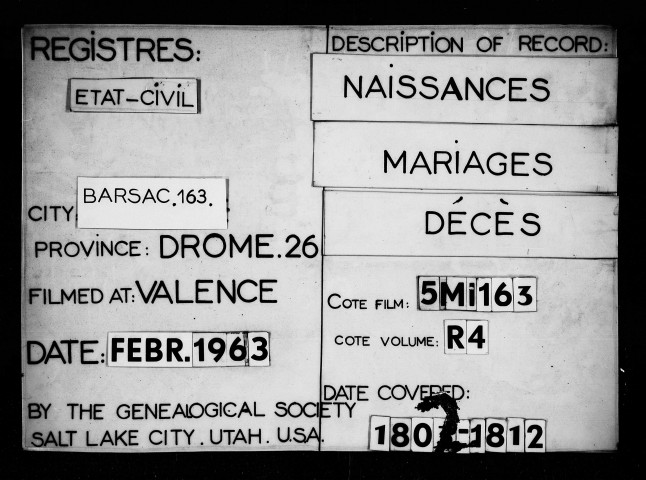 REGISTRES:
ETAT-CIVIL
CITY BARSAC.163.
PROVINCE: DROME.26
FILMED AT: VALENCE
DATE: FEBR.1963
BY THE GENEALOGICAL SOCIETY
SALT LAKE CITY. UTAH. U.S.A.
DESCRIPTION OF RECORD:
NAISSANCES
MARIAGES
DÉCÈS
COTE FILM: 5Mi163
COTE VOLUME: R4
DATE COVERED:
1802-1812